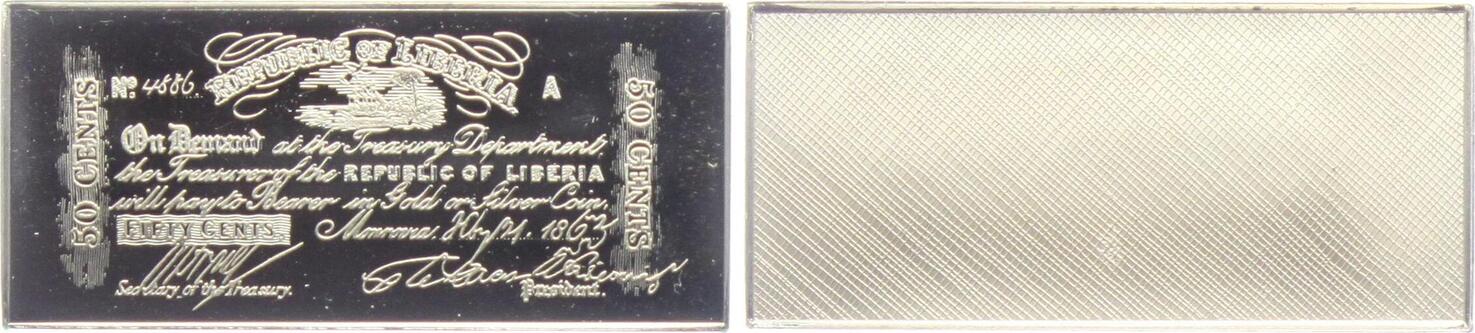 REPUBLIC OF LIBERIA
Nº. 4886 A
50 CENTS
50 CENTS
On Demand at the Treasury Department
the Treasurer of the REPUBLIC OF LIBERIA
will pay to Bearer in Gold or Silver Coin.
FIFTY CENTS Monrovia, 1863
Secretary of the Treasury.
President.